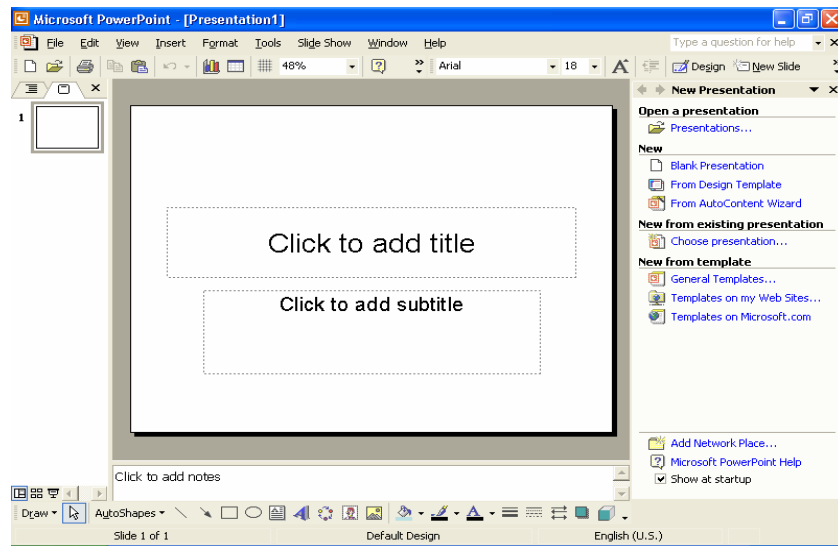 Microsoft PowerPoint - [Presentation1]
File Edit View Insert Format Tools Slide Show Window Help Type a question for help
48% Arial 18 A Design New Slide
New Presentation
1
Open a presentation
Presentations...
New
Blank Presentation
From Design Template
From AutoContent Wizard
New from existing presentation
Choose presentation...
New from template
General Templates...
Templates on my Web Sites...
Templates on Microsoft.com
Click to add title
Click to add subtitle
Add Network Place...
Microsoft PowerPoint Help
Show at startup
Click to add notes
Draw AutoShapes
Slide 1 of 1 Default Design English (U.S.)